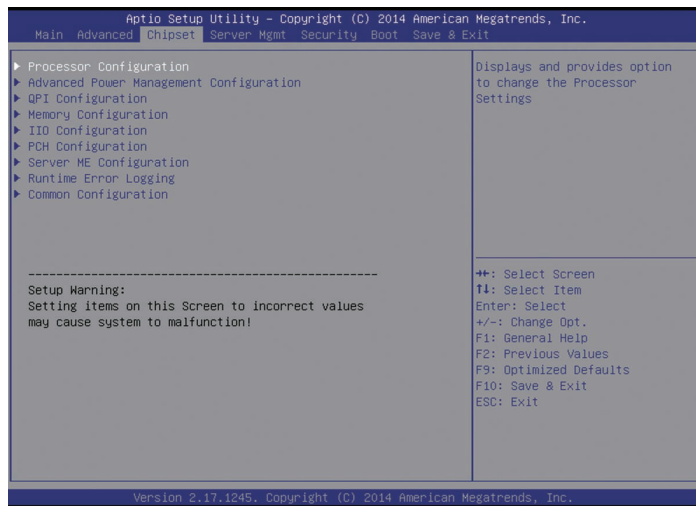 Aptio Setup Utility – Copyright (C) 2014 American Megatrends, Inc.
Main Advanced Chipset Server Mgmt Security Boot Save & Exit
Processor Configuration
Advanced Power Management Configuration
QPI Configuration
Memory Configuration
IIO Configuration
PCH Configuration
Server ME Configuration
Runtime Error Logging
Common Configuration
--------------------------------------------------
Setup Warning:
Setting items on this Screen to incorrect values
may cause system to malfunction!
Displays and provides option
to change the Processor
Settings
→←: Select Screen
↑↓: Select Item
Enter: Select
+/-: Change Opt.
F1: General Help
F2: Previous Values
F9: Optimized Defaults
F10: Save & Exit
ESC: Exit
Version 2.17.1245. Copyright (C) 2014 American Megatrends, Inc.